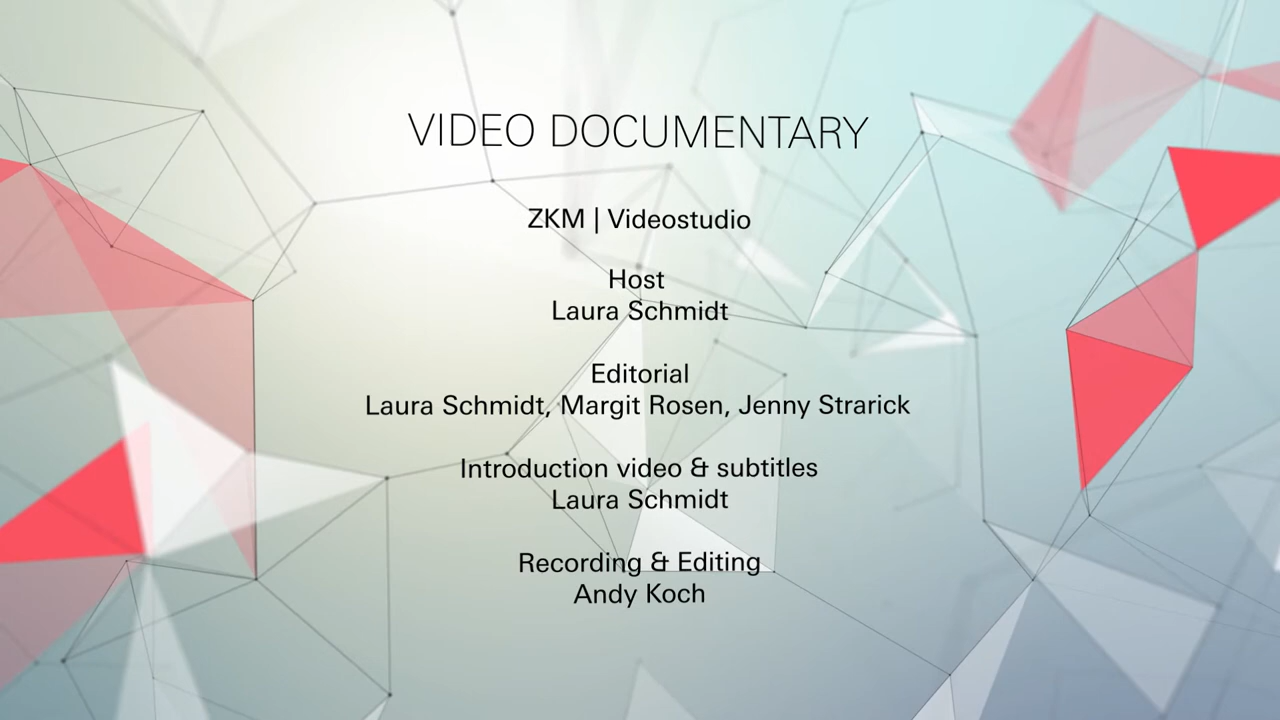 VIDEO DOCUMENTARY
ZKM | Videostudio
Host
Laura Schmidt
Editorial
Laura Schmidt, Margit Rosen, Jenny Strarick
Introduction video & subtitles
Laura Schmidt
Recording & Editing
Andy Koch